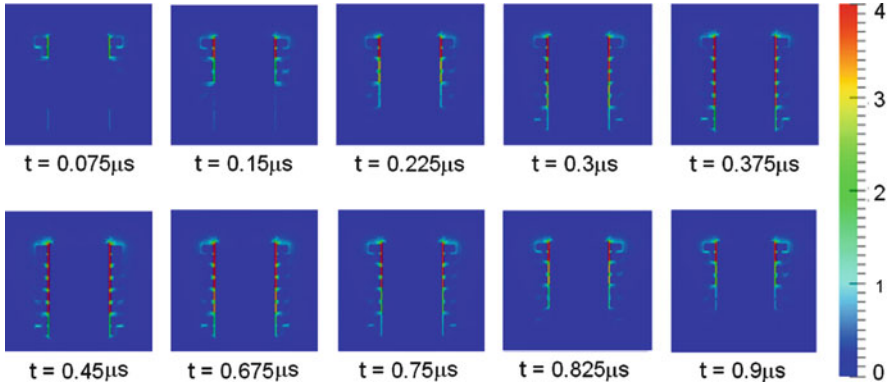 t = 0.075μs
t = 0.15μs
t = 0.225μs
t = 0.3μs
t = 0.375μs
t = 0.45μs
t = 0.675μs
t = 0.75μs
t = 0.825μs
t = 0.9μs
4
3
2
1
0